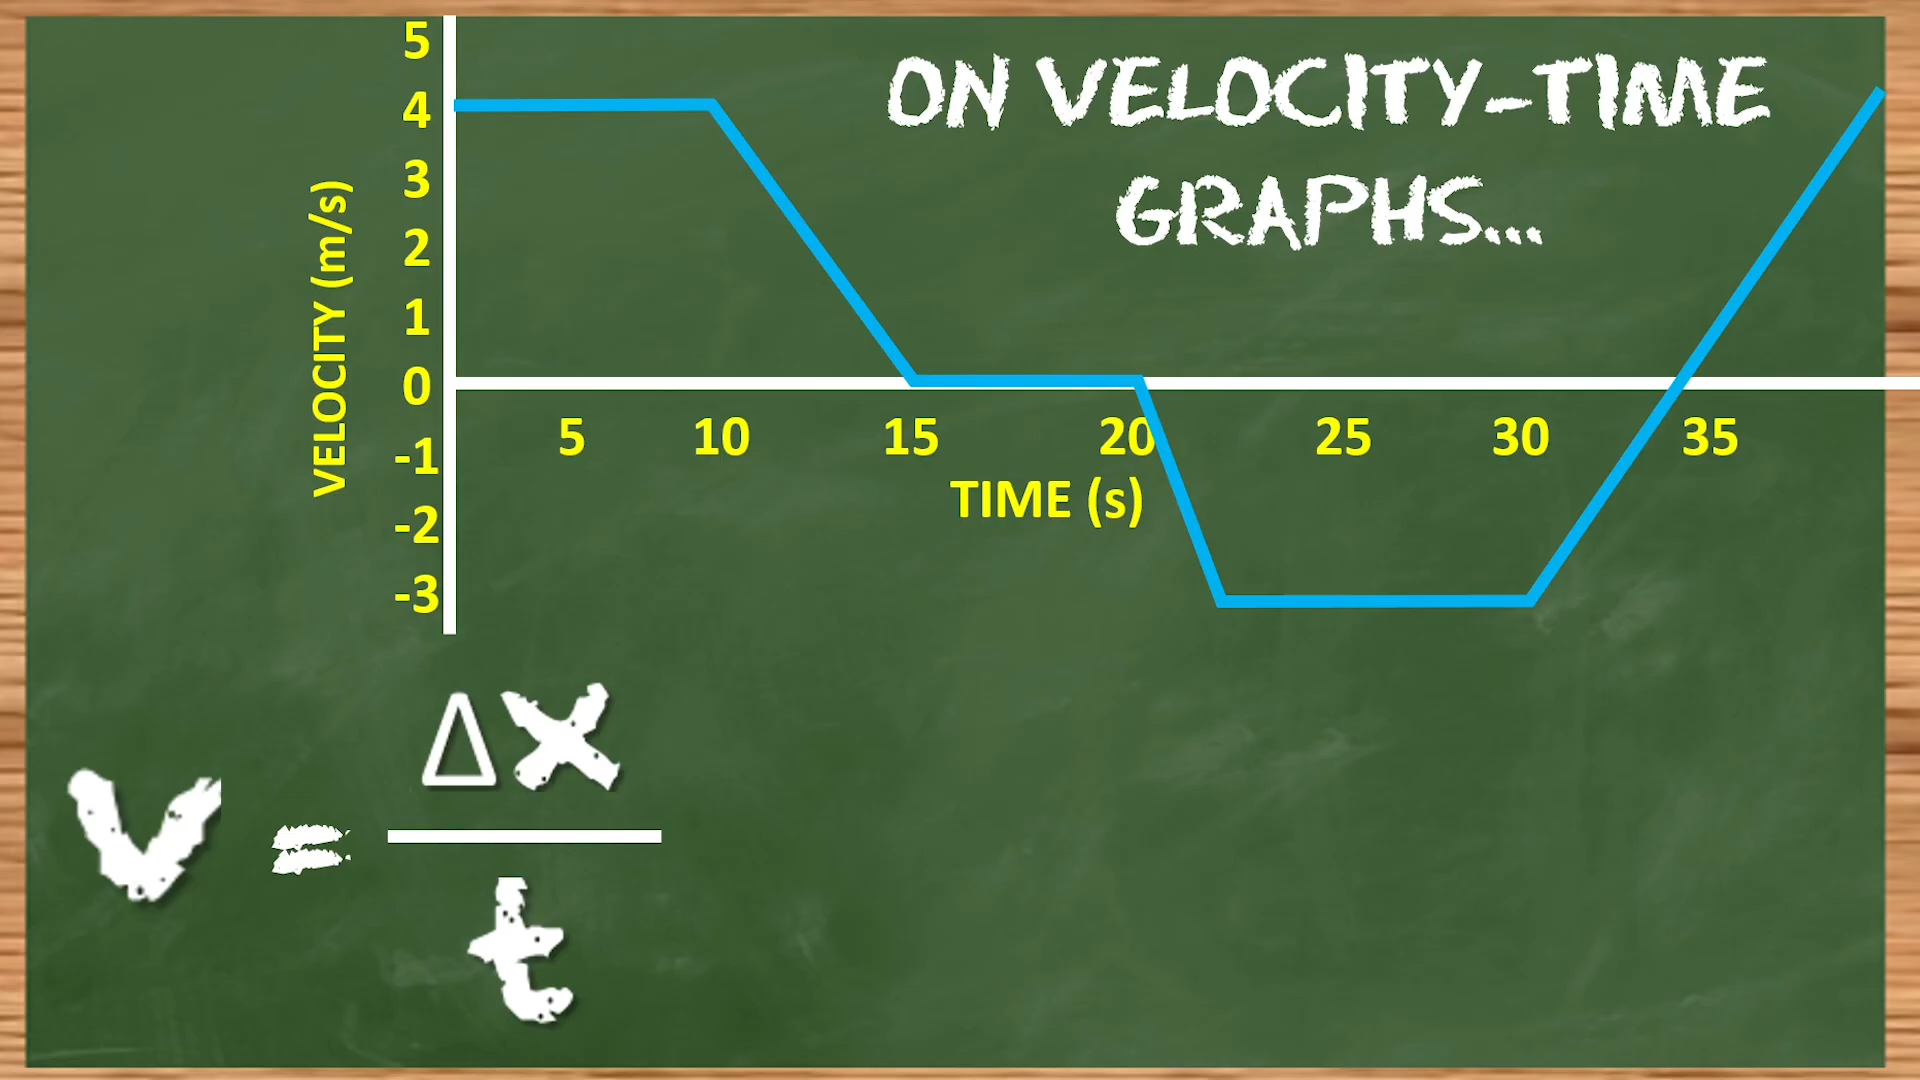 ON VELOCITY-TIME
GRAPHS...
VELOCITY (m/s)
5
4
3
2
1
0
-1
-2
-3
5 10 15 20 25 30 35
TIME (s)
v = Δx
t